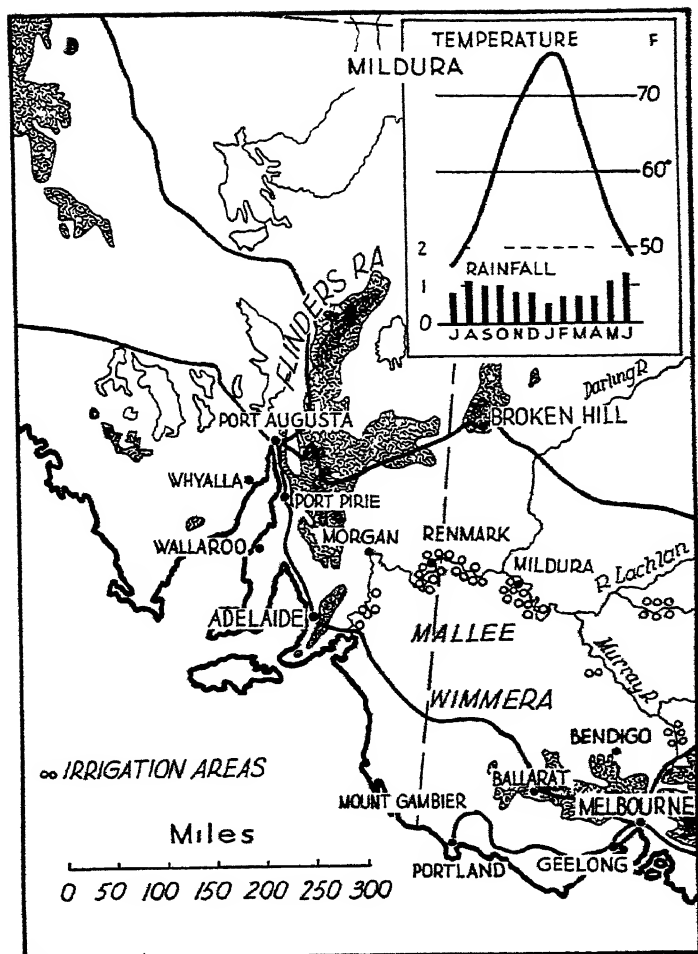 TEMPERATURE F
MILDURA
70
60°
2 50
RAINFALL
1
0
J A S O N D J F M A M J
FLINDERS RA
Darling R
PORT AUGUSTA
BROKEN HILL
WHYALLA
PORT PIRIE
MORGAN
RENMARK
WALLAROO
MILDURA
R Lachlan
ADELAIDE
MALLEE
Murray R
WIMMERA
BENDIGO
IRRIGATION AREAS
BALLARAT
MOUNT GAMBIER
MELBOURNE
Miles
PORTLAND
GEELONG
0 50 100 150 200 250 300